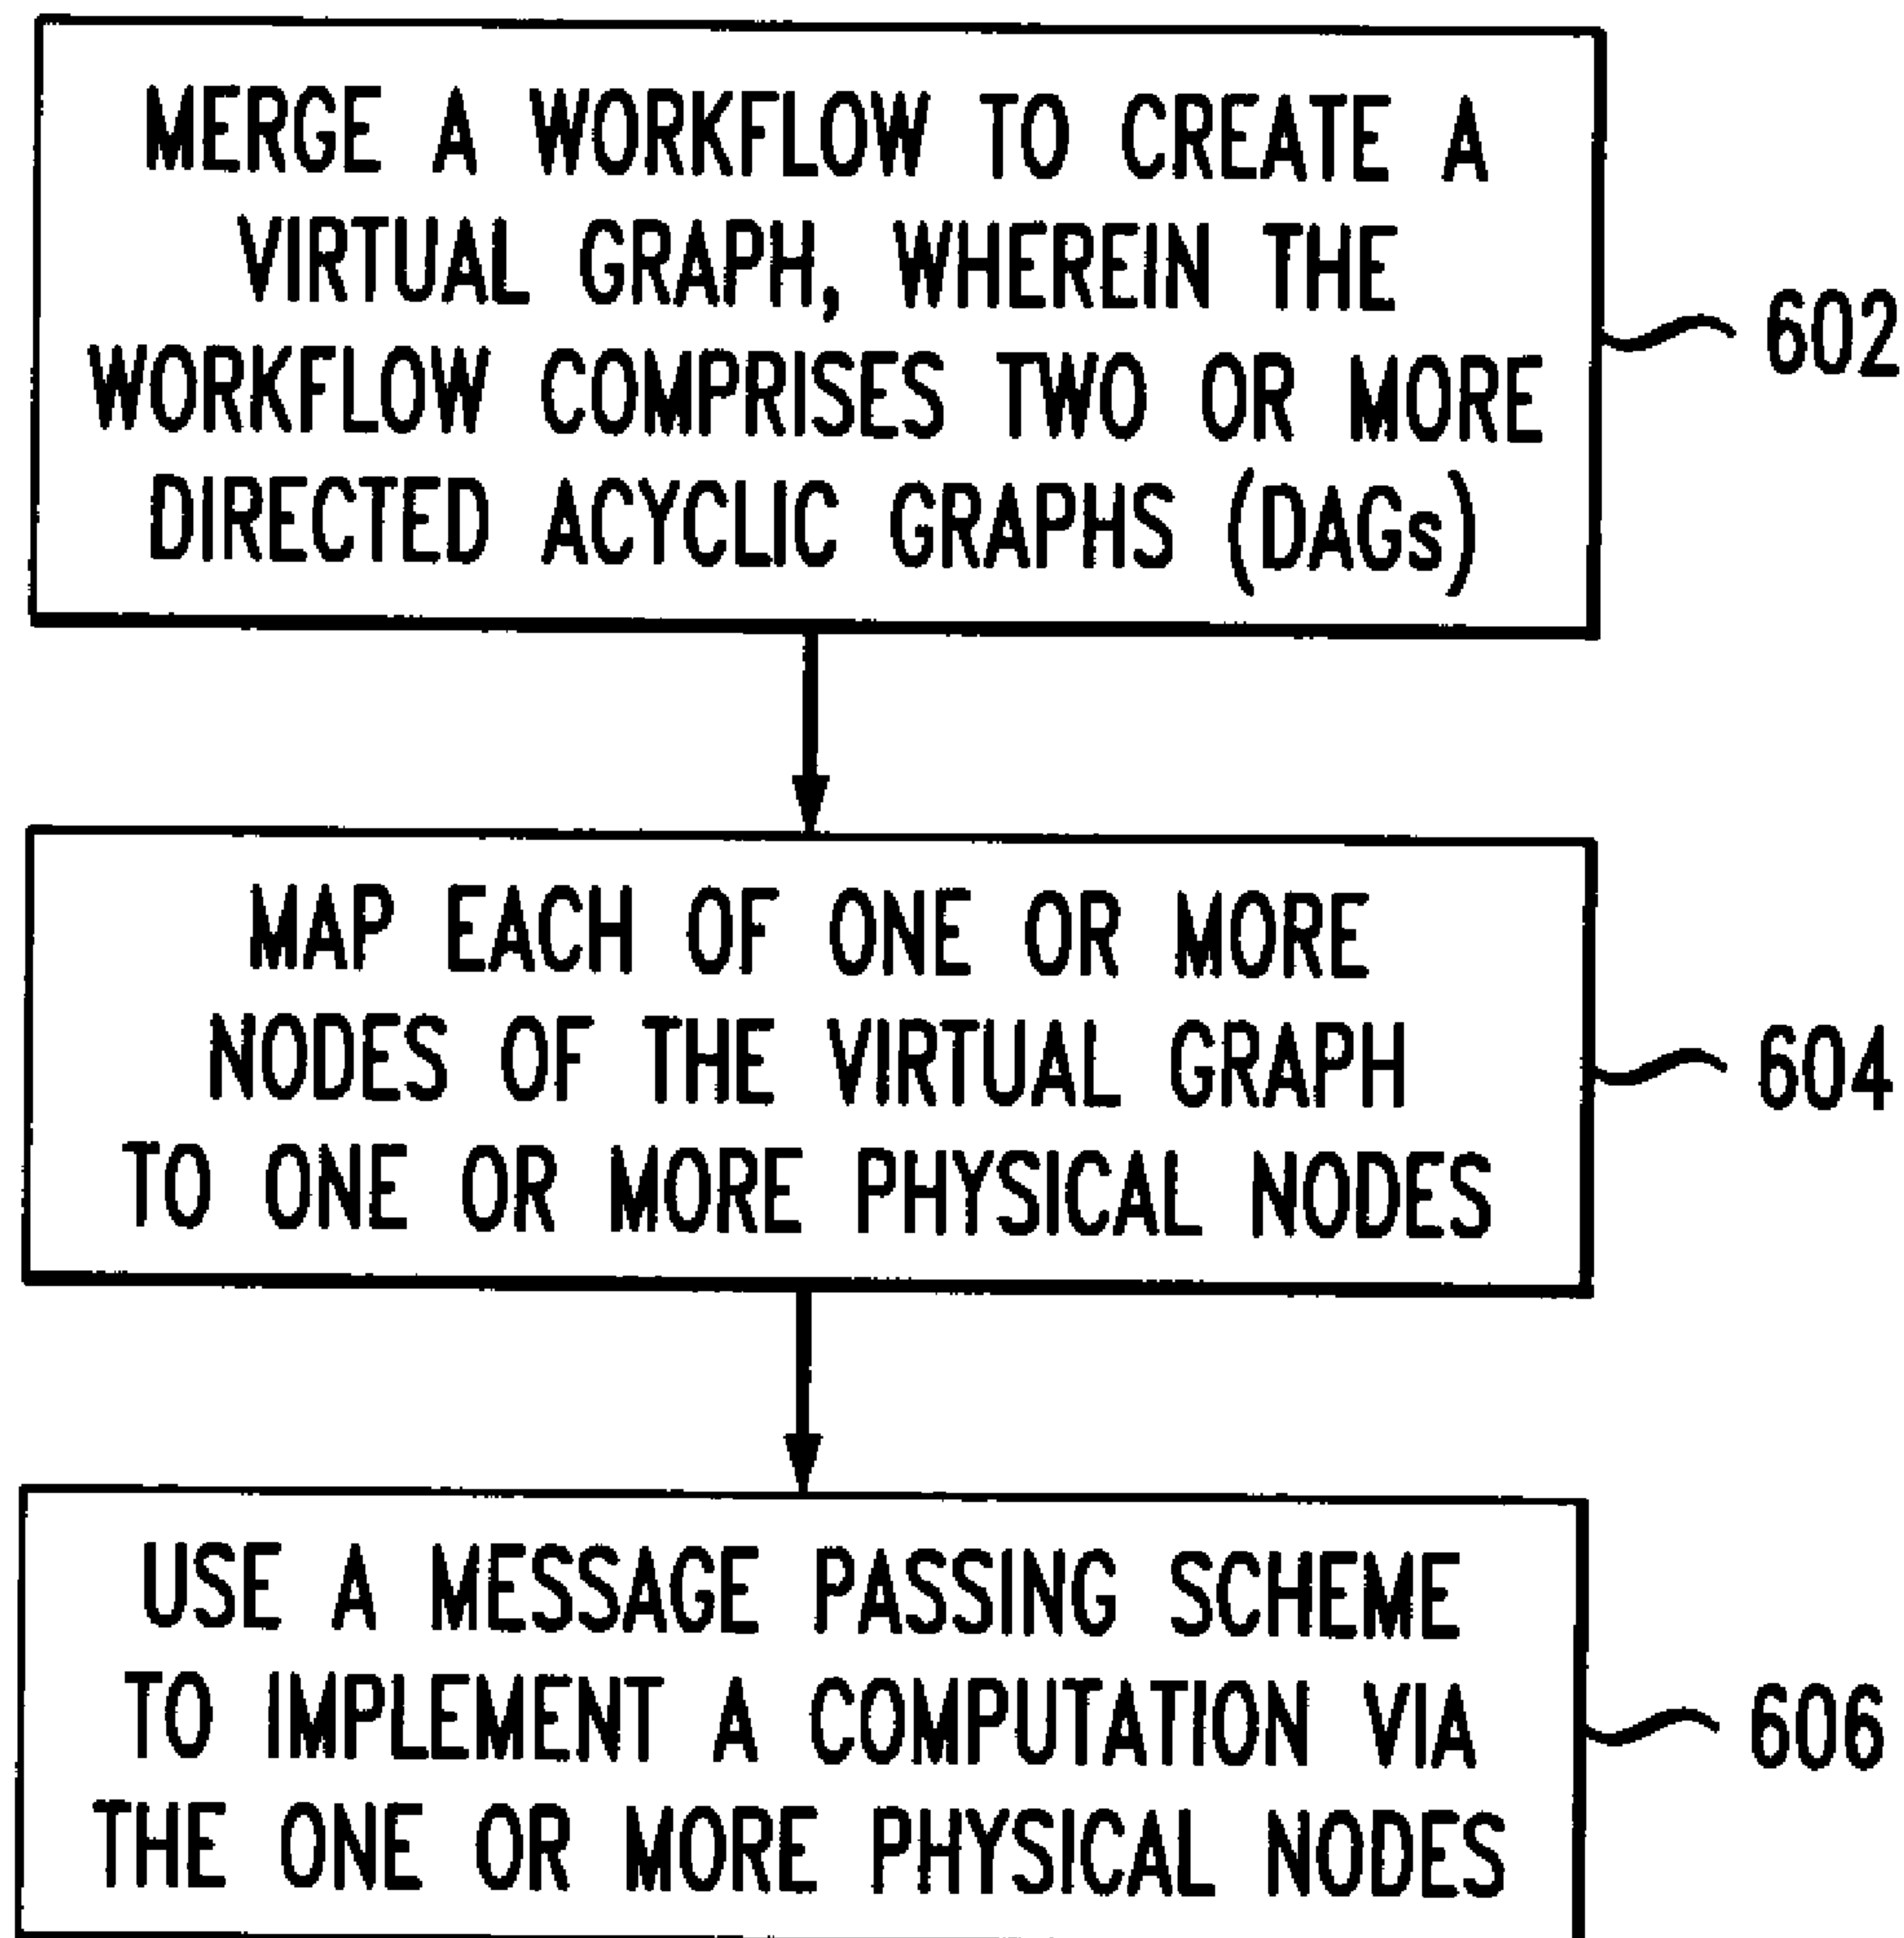 MERGE A WORKFLOW TO CREATE A
VIRTUAL GRAPH, WHEREIN THE
WORKFLOW COMPRISES TWO OR MORE
DIRECTED ACYCLIC GRAPHS (DAGs)
602
MAP EACH OF ONE OR MORE
NODES OF THE VIRTUAL GRAPH
TO ONE OR MORE PHYSICAL NODES
604
USE A MESSAGE PASSING SCHEME
TO IMPLEMENT A COMPUTATION VIA
THE ONE OR MORE PHYSICAL NODES
606